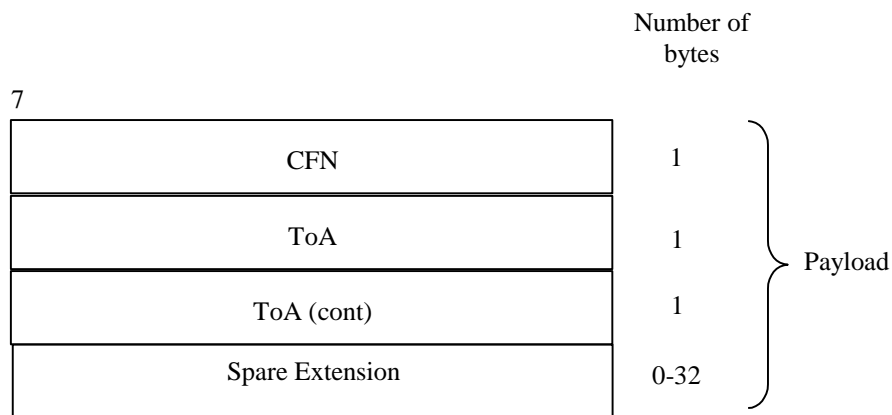 Number of
bytes
7
CFN
1
ToA
1
ToA (cont)
1
Payload
Spare Extension
0-32